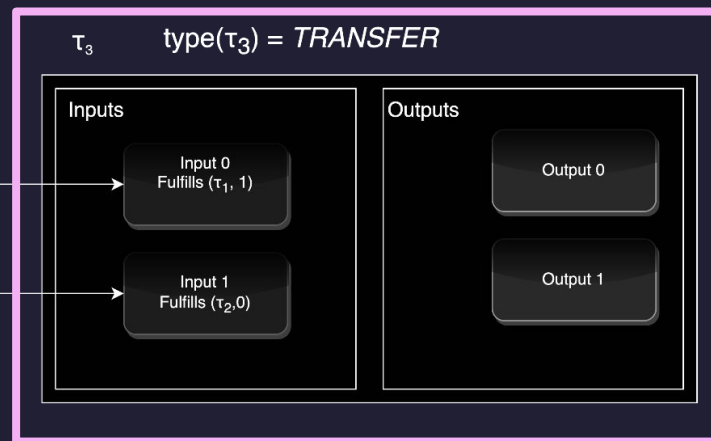 τ₃ type(τ₃) = TRANSFER
Inputs
Outputs
Input 0
Fulfills (τ₁, 1)
Output 0
Input 1
Fulfills (τ₂,0)
Output 1